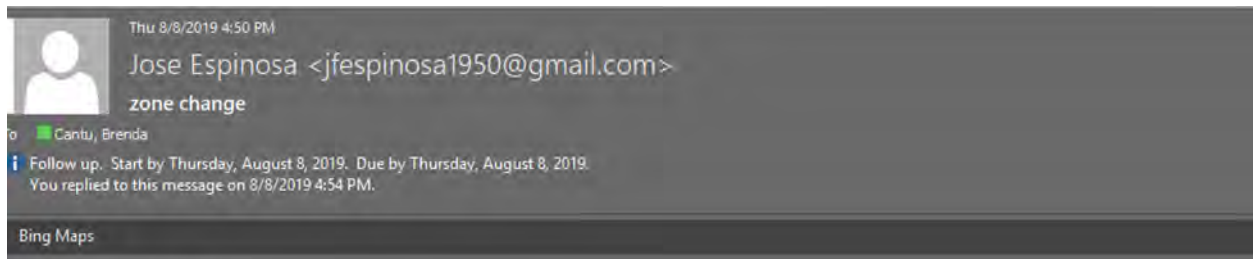 Thu 8/8/2019 4:50 PM
Jose Espinosa <jfespinosa1950@gmail.com>
zone change
To Cantu, Brenda
Follow up. Start by Thursday, August 8, 2019. Due by Thursday, August 8, 2019.
You replied to this message on 8/8/2019 4:54 PM.
Bing Maps